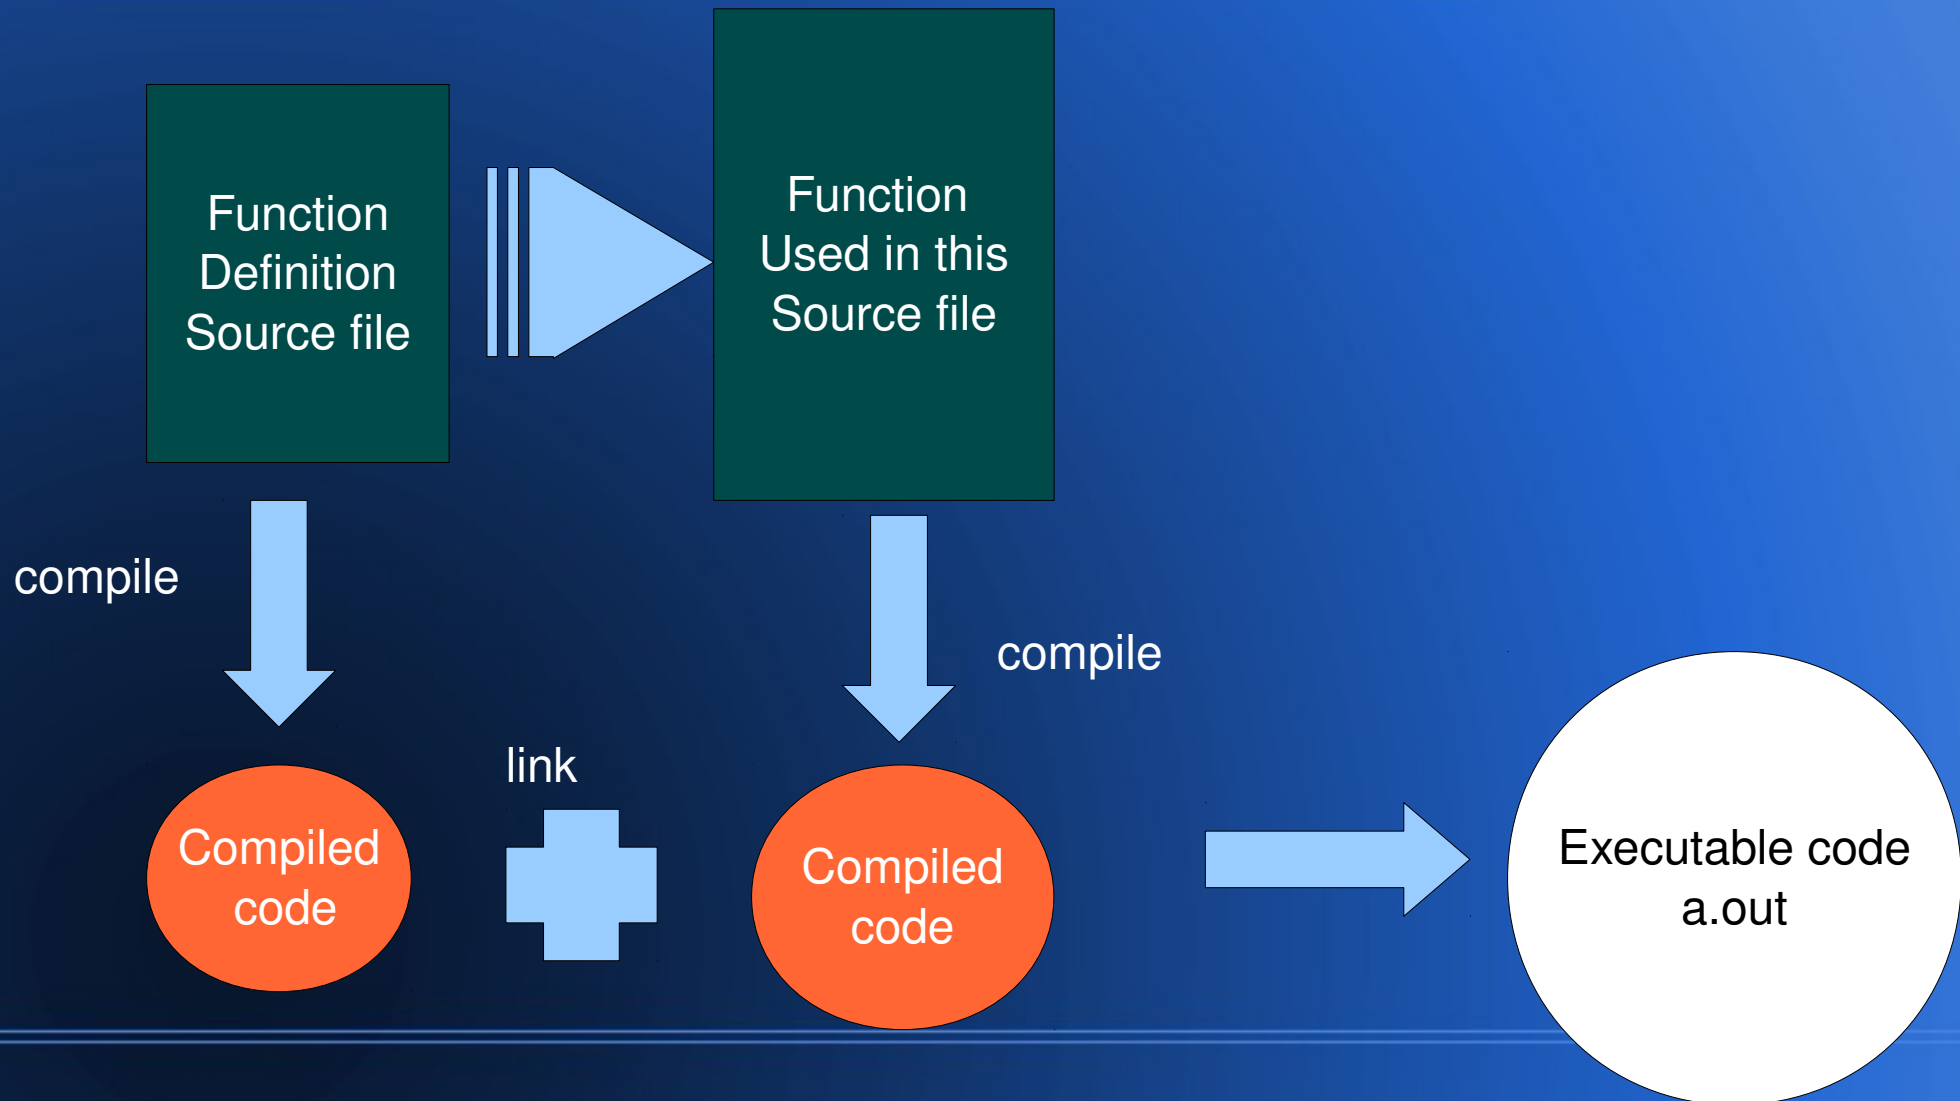 Function
Definition
Source file
Function
Used in this
Source file
compile
compile
link
Compiled
code
Compiled
code
Executable code
a.out